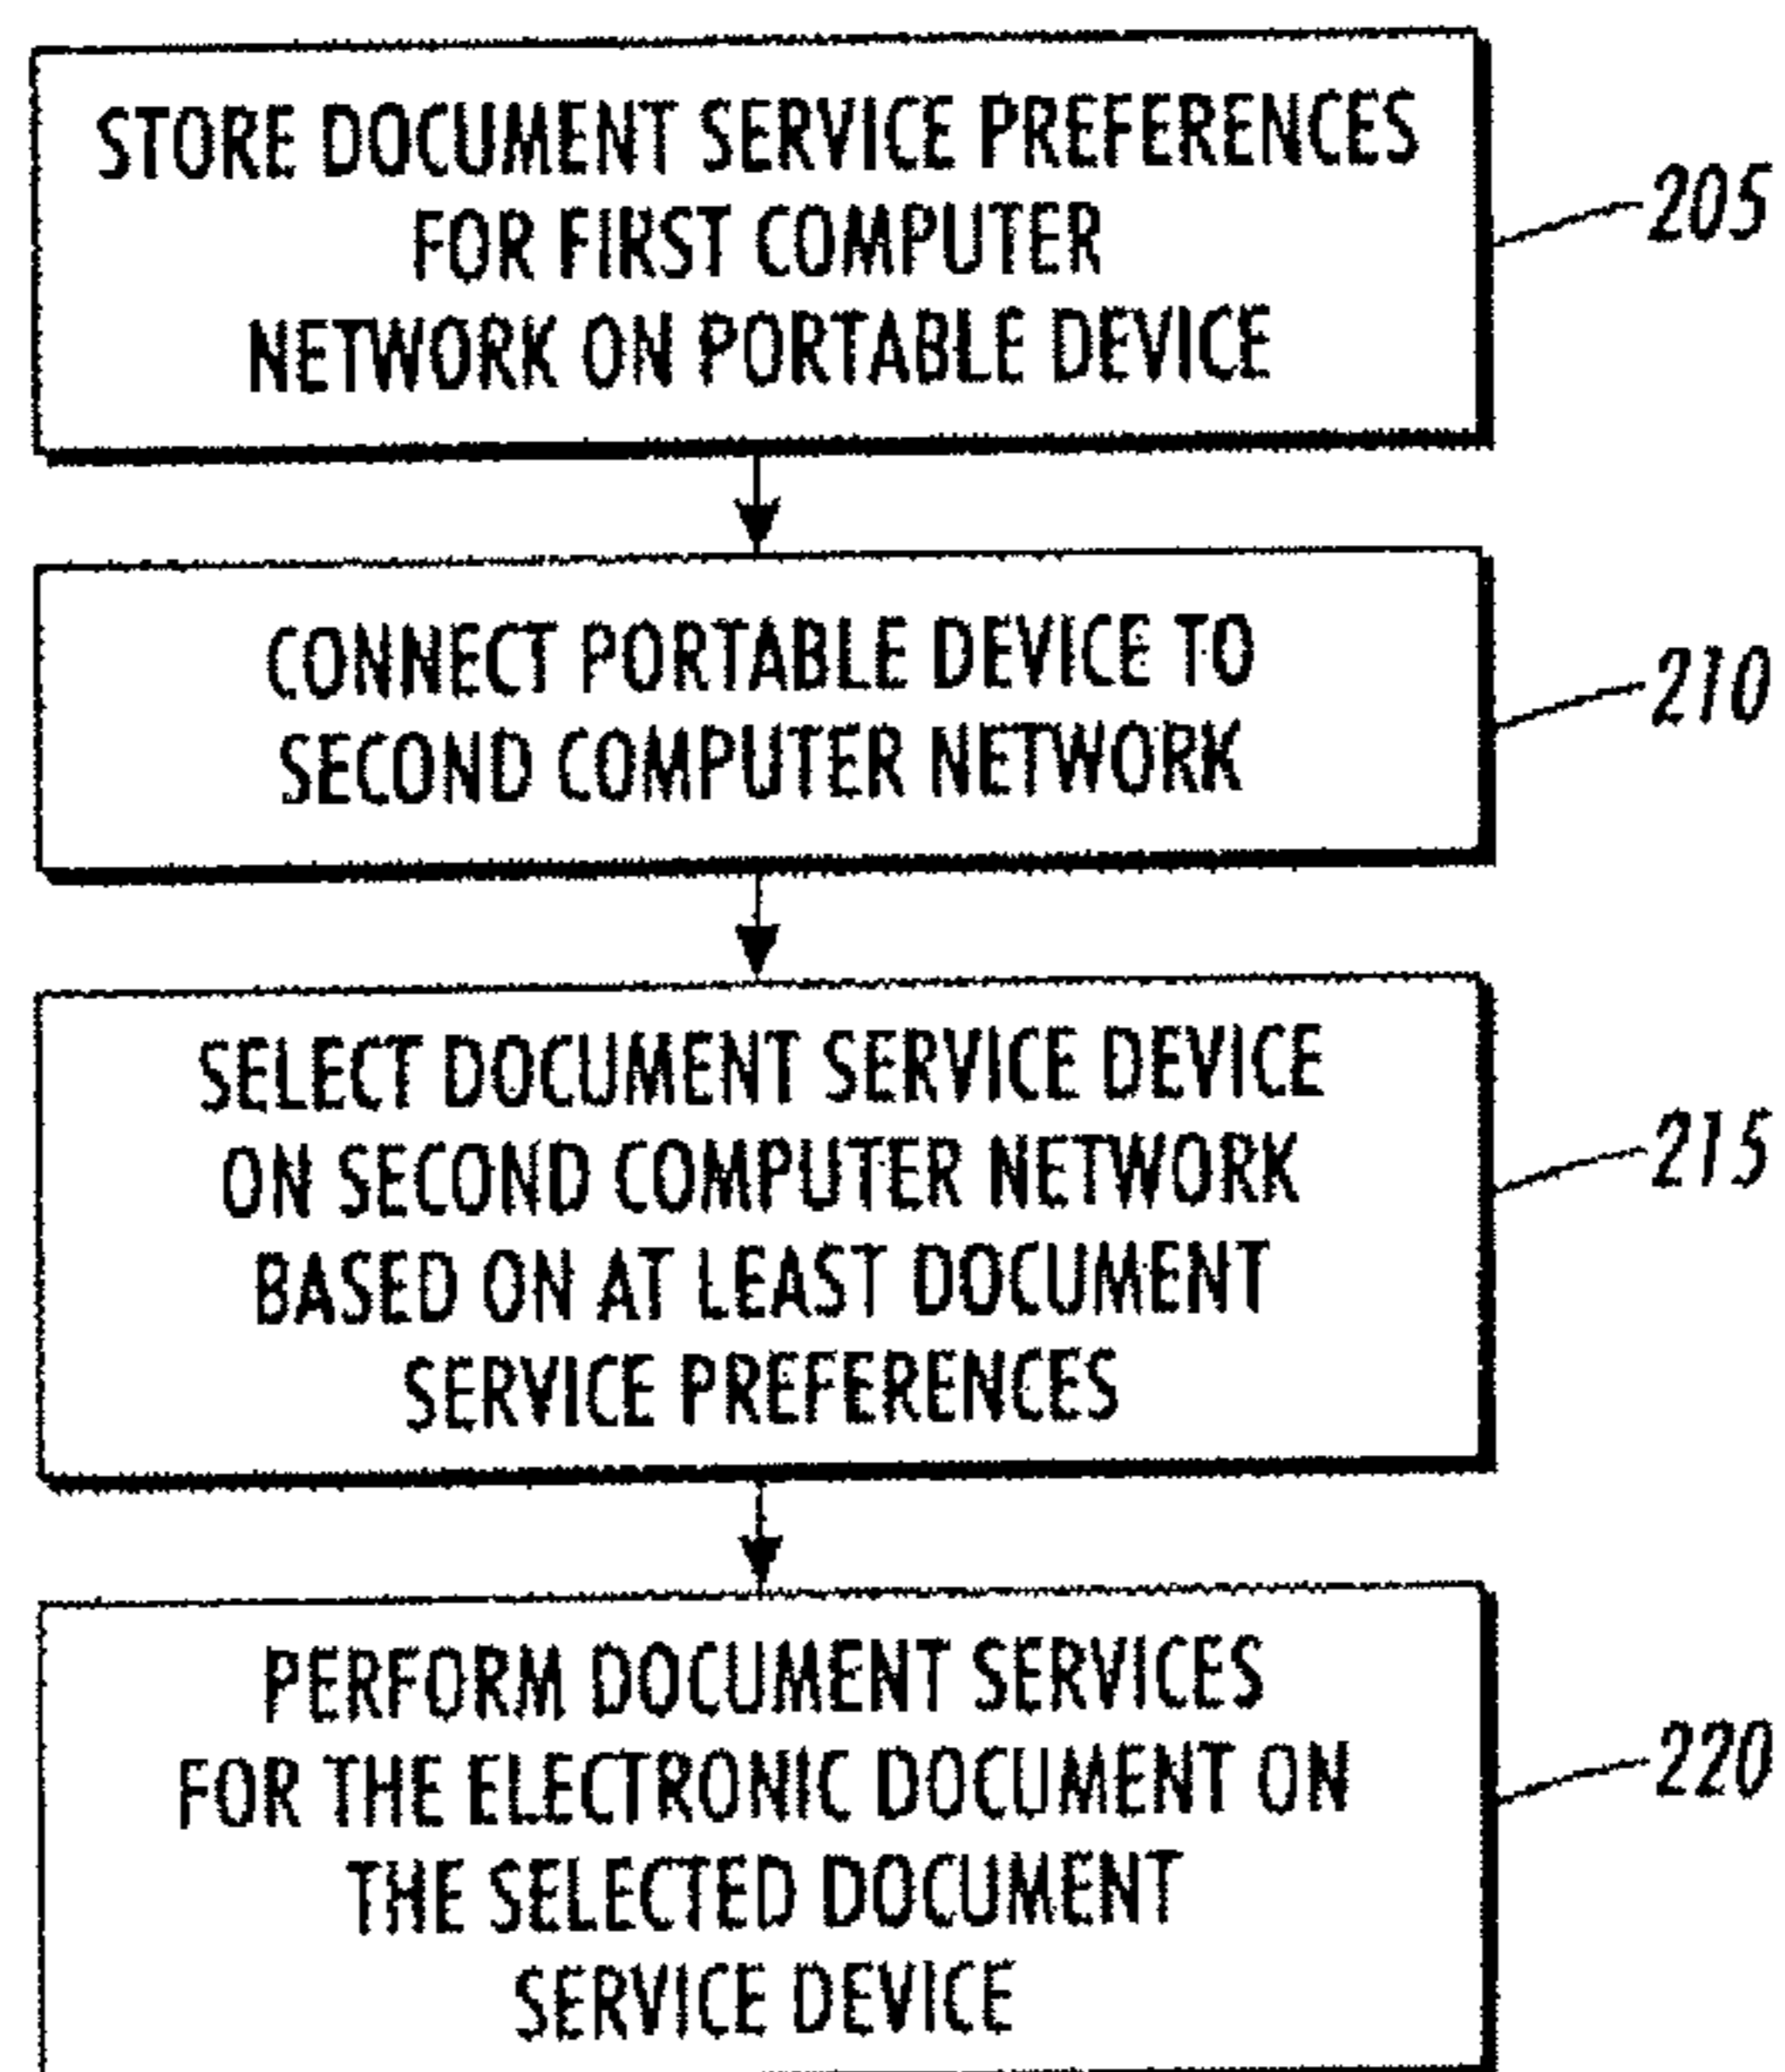 STORE DOCUMENT SERVICE PREFERENCES
FOR FIRST COMPUTER
NETWORK ON PORTABLE DEVICE
205
CONNECT PORTABLE DEVICE TO
SECOND COMPUTER NETWORK
210
SELECT DOCUMENT SERVICE DEVICE
ON SECOND COMPUTER NETWORK
BASED ON AT LEAST DOCUMENT
SERVICE PREFERENCES
215
PERFORM DOCUMENT SERVICES
FOR THE ELECTRONIC DOCUMENT ON
THE SELECTED DOCUMENT
SERVICE DEVICE
220